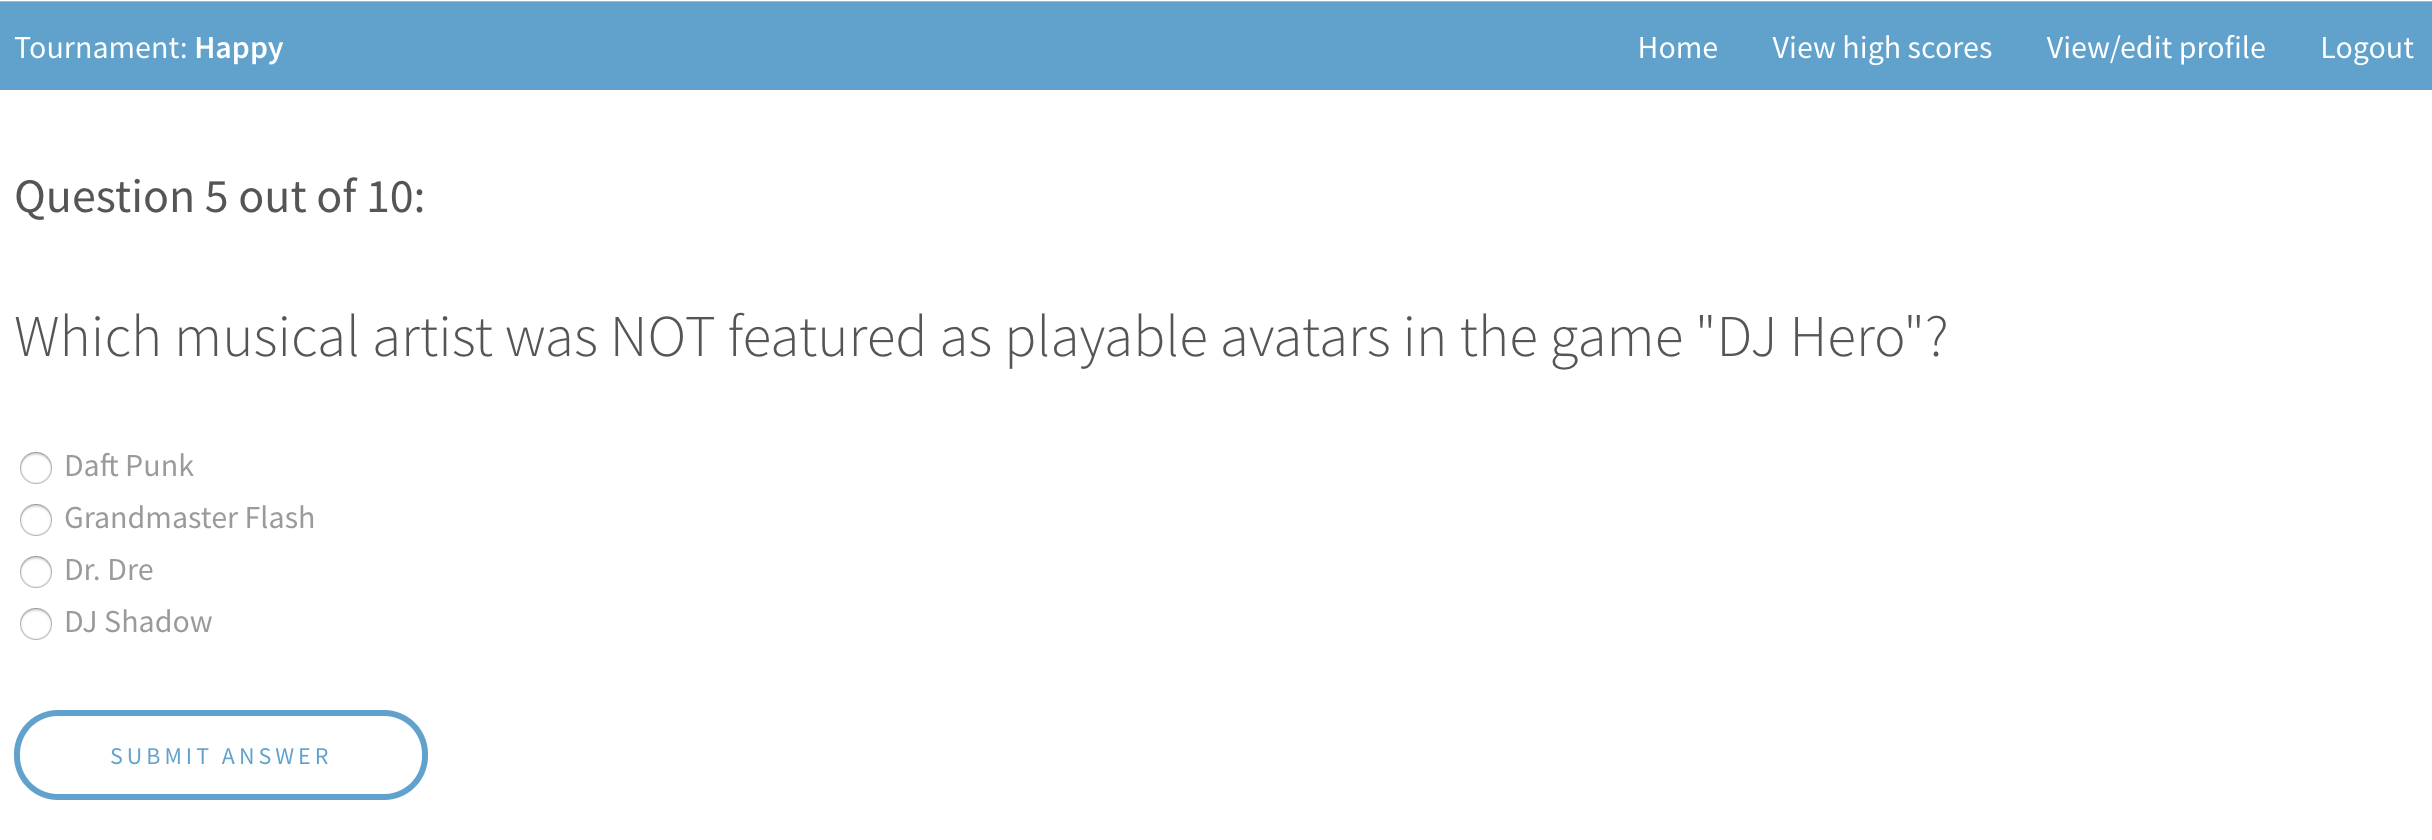 Tournament: Happy
Home View high scores View/edit profile Logout
Question 5 out of 10:
Which musical artist was NOT featured as playable avatars in the game "DJ Hero"?
Daft Punk
Grandmaster Flash
Dr. Dre
DJ Shadow
SUBMIT ANSWER